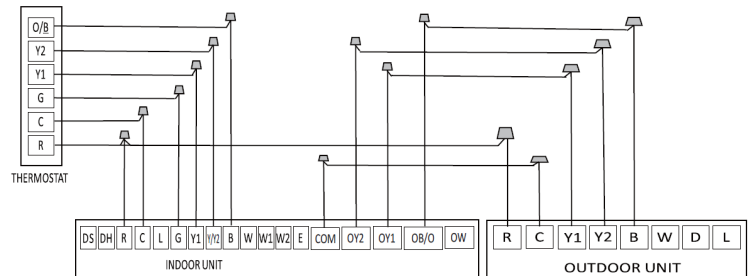 O/B
Y2
Y1
G
C
R
THERMOSTAT
DS DH R C L G Y1 Y/Y2 B W W1 W2 E COM OY2 OY1 OB/O OW
INDOOR UNIT
R C Y1 Y2 B W D L
OUTDOOR UNIT